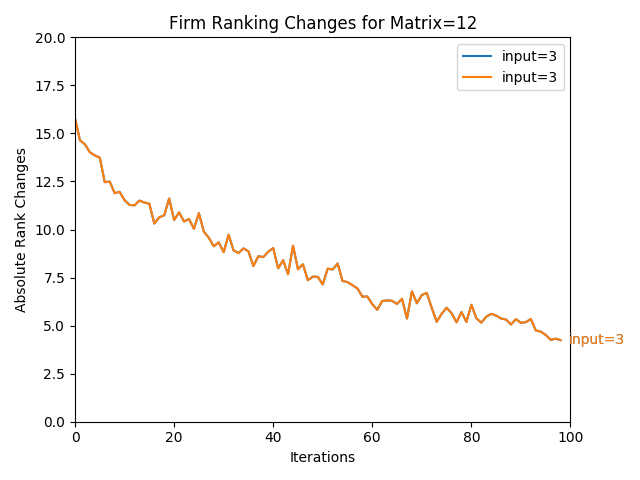 Firm Ranking Changes for Matrix=12
20.0
17.5
15.0
12.5
10.0
7.5
5.0
2.5
0.0
Absolute Rank Changes
input=3
input=3
input=3
0
20
40
60
80
100
Iterations